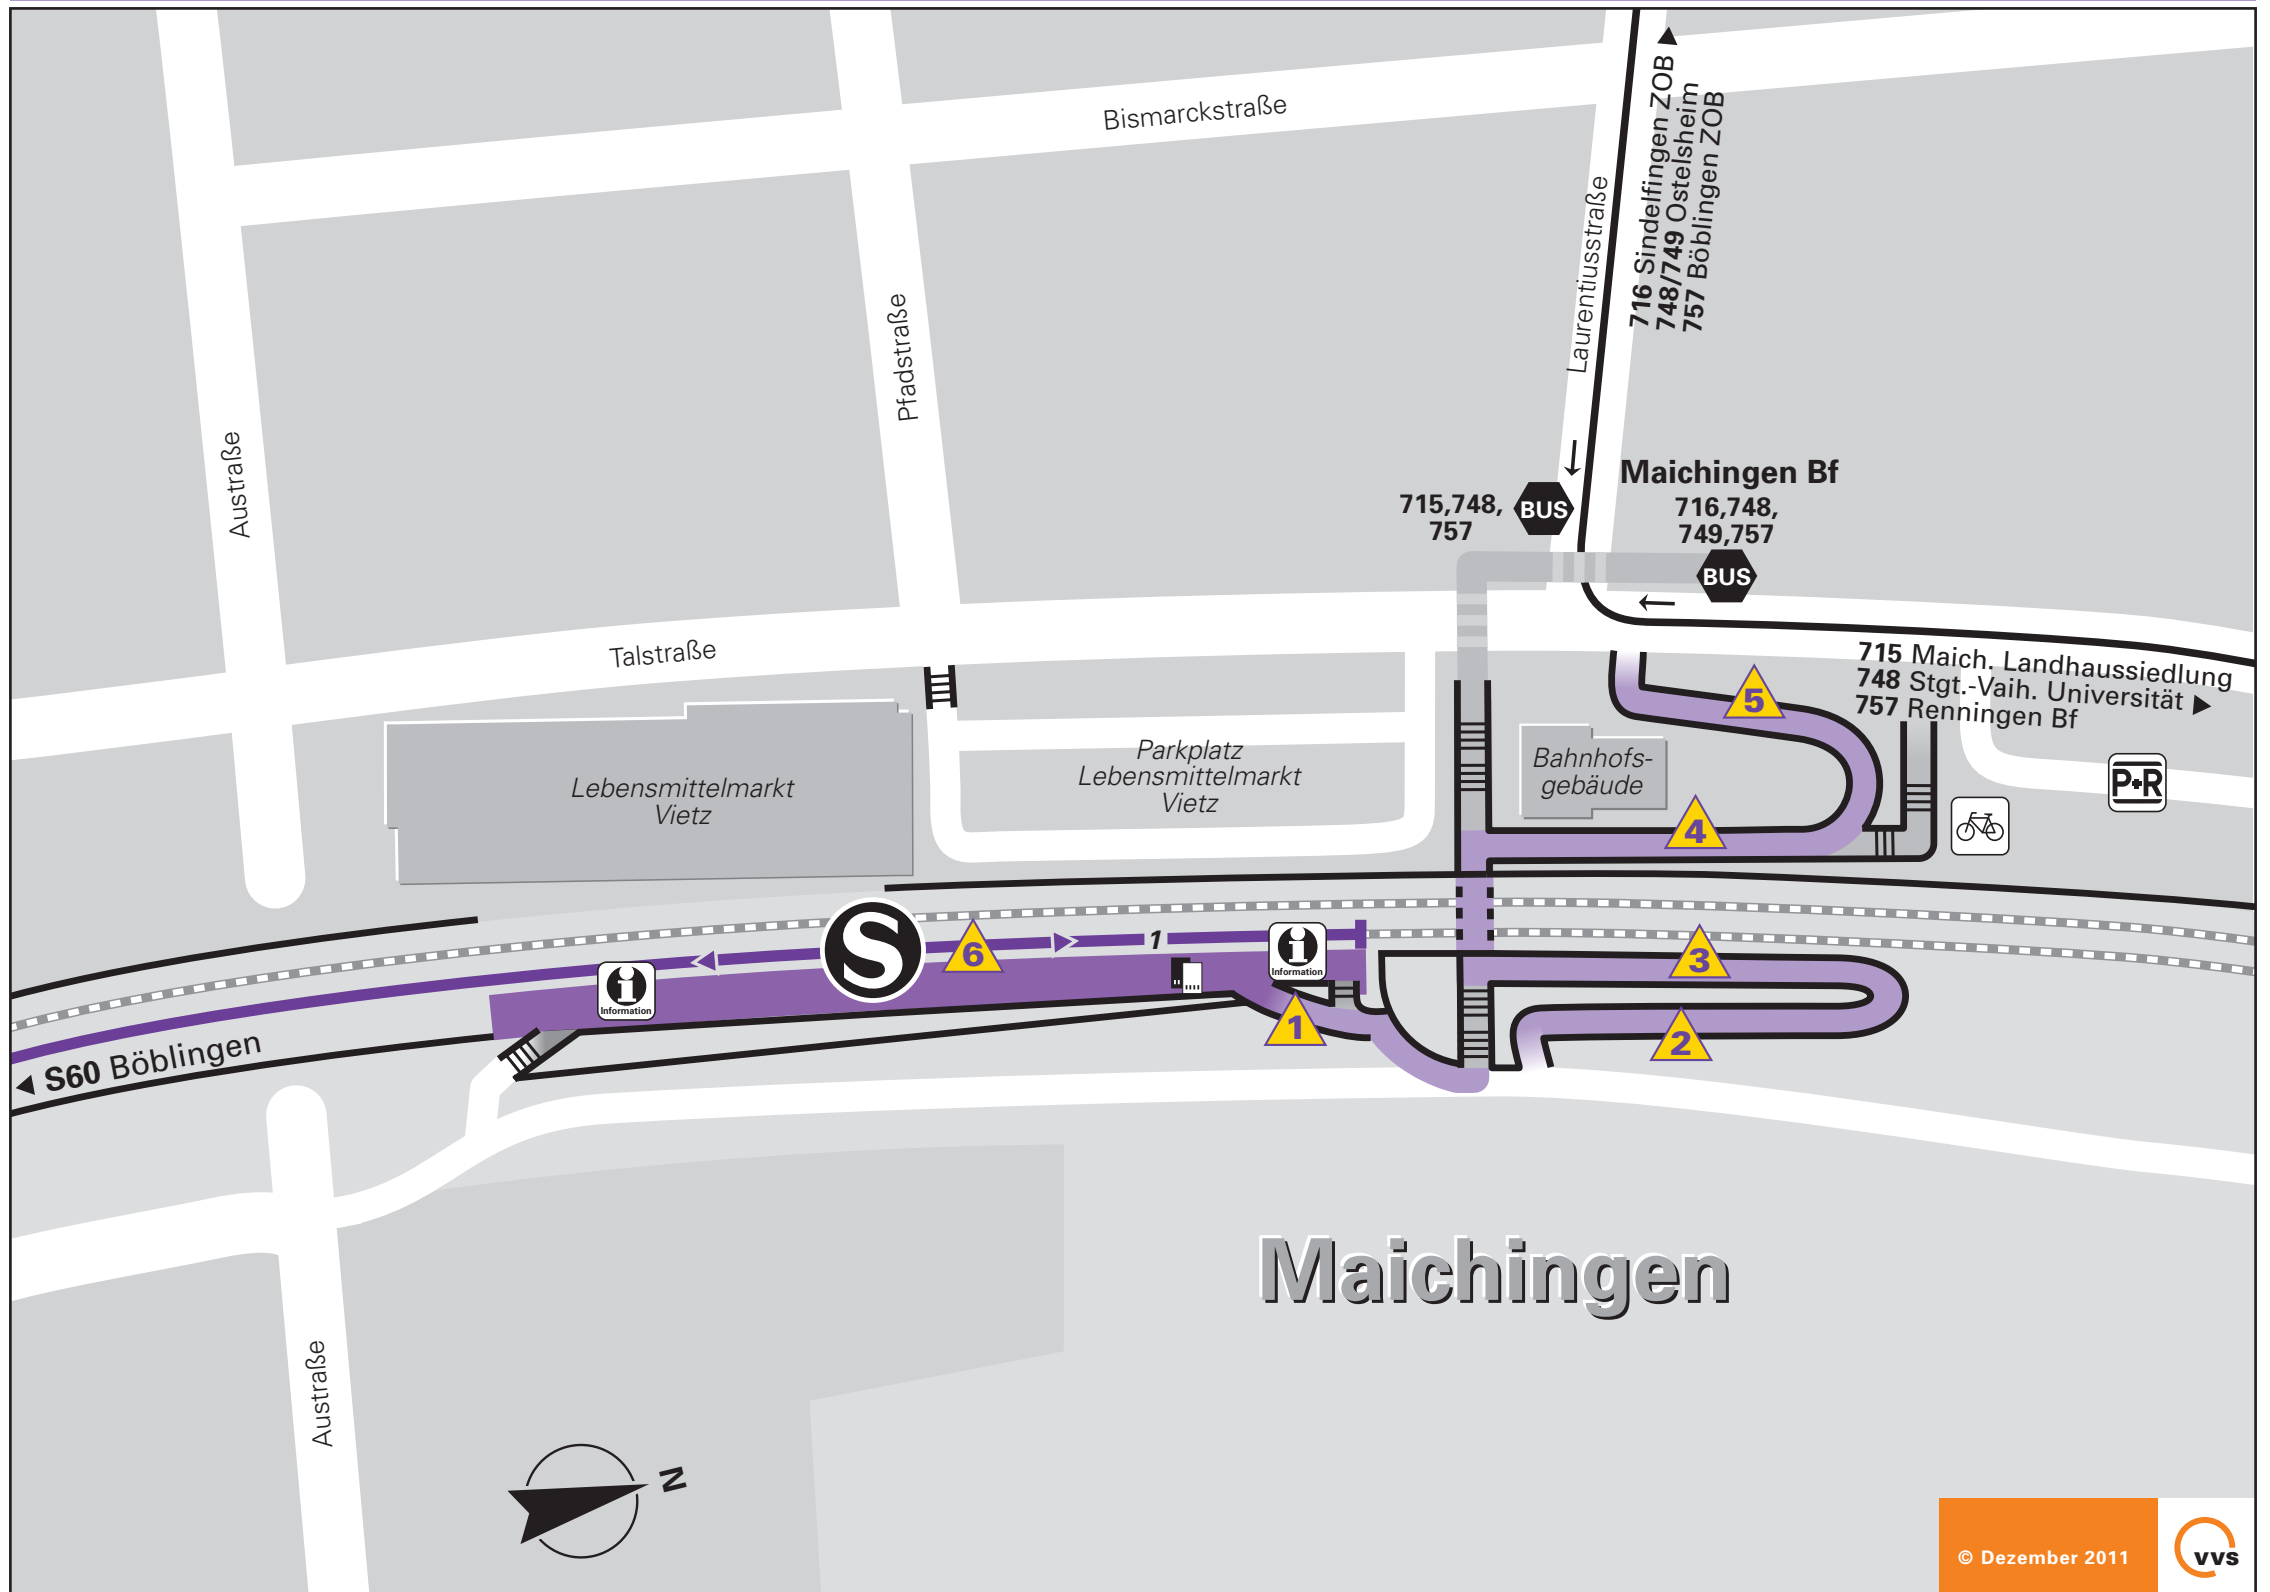 Bismarckstraße
Laurentiusstraße
716 Sindelfingen ZOB
748/749 Ostelsheim
757 Böblingen ZOB
Pfadstraße
Austraße
Maichingen Bf
715,748,
757
BUS
716,748,
749,757
BUS
Talstraße
715 Maich. Landhaussiedlung
748 Stgt.-Vaih. Universität
757 Renningen Bf
5
Parkplatz
Lebensmittelmarkt
Vietz
Bahnhofs-
gebäude
Lebensmittelmarkt
Vietz
P+R
4
S
6
1
i
Information
3
i
Information
1
2
S60 Böblingen
Maichingen
Austraße
N
© Dezember 2011
vvs